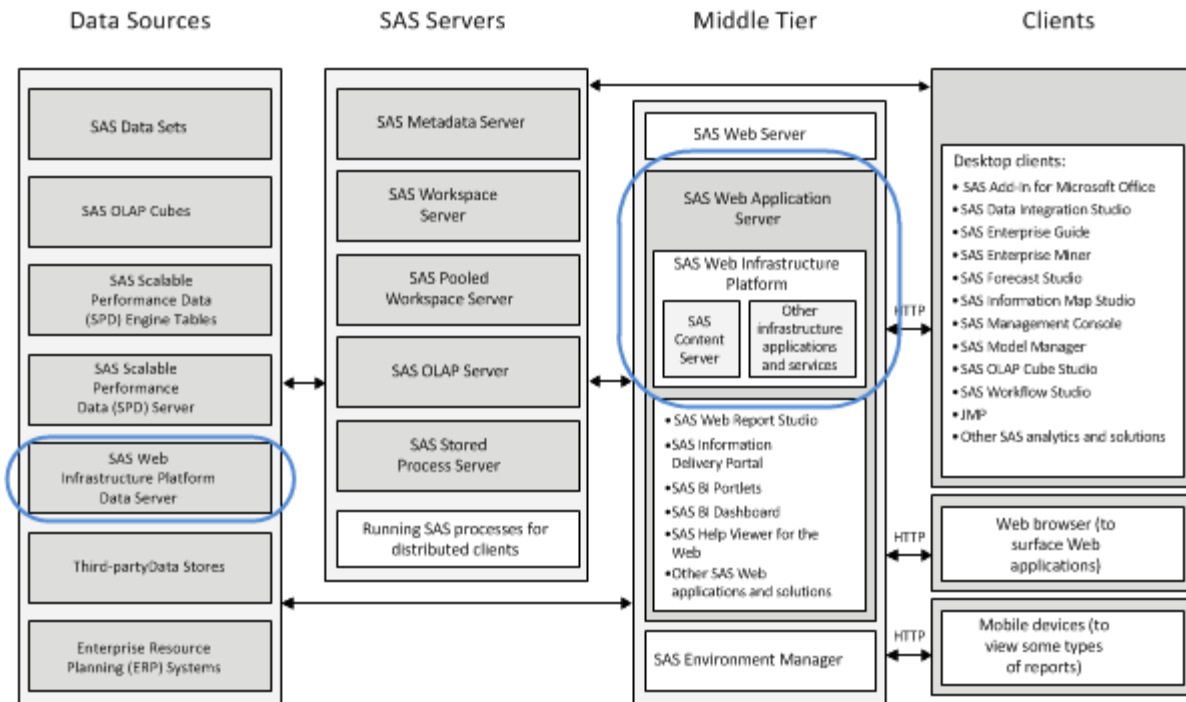 Data Sources
SAS Servers
Middle Tier
Clients
SAS Data Sets
SAS OLAP Cubes
SAS Scalable
Performance Data
(SPD) Engine Tables
SAS Scalable
Performance
Data (SPD) Server
SAS Web
Infrastructure Platform
Data Server
Third-partyData Stores
Enterprise Resource
Planning (ERP) Systems
SAS Metadata Server
SAS Workspace
Server
SAS Pooled
Workspace Server
SAS OLAP Server
SAS Stored
Process Server
Running SAS processes for
distributed clients
SAS Web Server
SAS Web Application
Server
SAS Web Infrastructure
Platform
SAS
Content
Server
Other
infrastructure
applications
and services
• SAS Web Report Studio
• SAS Information
Delivery Portal
• SAS BI Portlets
• SAS BI Dashboard
• SAS Help Viewer for the
Web
• Other SAS Web
applications and solutions
SAS Environment Manager
HTTP
HTTP
HTTP
Desktop clients:
• SAS Add-In for Microsoft Office
• SAS Data Integration Studio
• SAS Enterprise Guide
• SAS Enterprise Miner
• SAS Forecast Studio
• SAS Information Map Studio
• SAS Management Console
• SAS Model Manager
• SAS OLAP Cube Studio
• SAS Workflow Studio
• JMP
• Other SAS analytics and solutions
Web browser (to
surface Web
applications)
Mobile devices (to
view some types
of reports)